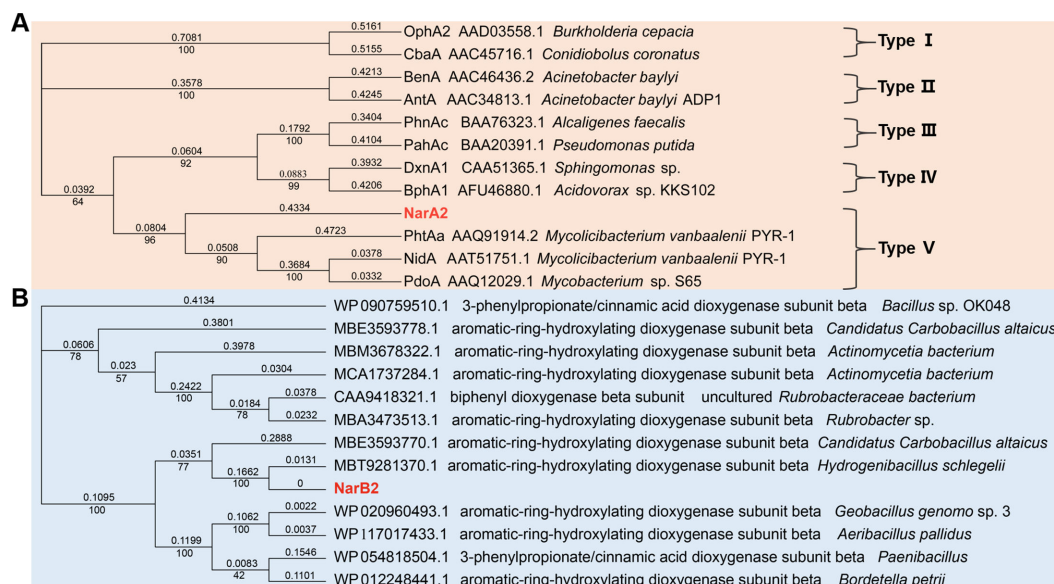 A
0.5161
OphA2 AAD03558.1 Burkholderia cepacia
0.7081
100
0.5155
CbaA AAC45716.1 Conidiobolus coronatus
Type I
0.4213
BenA AAC46436.2 Acinetobacter baylyi
0.3578
100
0.4245
AntA AAC34813.1 Acinetobacter baylyi ADP1
Type II
0.3404
PhnAc BAA76323.1 Alcaligenes faecalis
0.1792
100
0.4104
PahAc BAA20391.1 Pseudomonas putida
Type III
0.0604
92
0.3932
DxnA1 CAA51365.1 Sphingomonas sp.
0.0883
99
0.4206
BphA1 AFU46880.1 Acidovorax sp. KKS102
Type IV
0.0392
64
0.4334
NarA2
0.0804
96
0.4723
PhtAa AAQ91914.2 Mycolicibacterium vanbaalenii PYR-1
0.0508
90
0.0378
NidA AAT51751.1 Mycolicibacterium vanbaalenii PYR-1
0.3684
100
0.0332
PdoA AAQ12029.1 Mycobacterium sp. S65
Type V
B
0.4134
WP090759510.1 3-phenylpropionate/cinnamic acid dioxygenase subunit beta Bacillus sp. OK048
0.3801
MBE3593778.1 aromatic-ring-hydroxylating dioxygenase subunit beta Candidatus Carbobacillus altaicus
0.0606
78
0.3978
MBM3678322.1 aromatic-ring-hydroxylating dioxygenase subunit beta Actinomycetia bacterium
0.023
57
0.0304
MCA1737284.1 aromatic-ring-hydroxylating dioxygenase subunit beta Actinomycetia bacterium
0.2422
100
0.0378
CAA9418321.1 biphenyl dioxygenase beta subunit uncultured Rubrobacteraceae bacterium
0.0184
78
0.0232
MBA3473513.1 aromatic-ring-hydroxylating dioxygenase subunit beta Rubrobacter sp.
0.2888
MBE3593770.1 aromatic-ring-hydroxylating dioxygenase subunit beta Candidatus Carbobacillus altaicus
0.0351
77
0.0131
MBT9281370.1 aromatic-ring-hydroxylating dioxygenase subunit beta Hydrogenibacillus schlegelii
0.1662
100
0
NarB2
0.1095
100
0.0022
WP020960493.1 aromatic-ring-hydroxylating dioxygenase subunit beta Geobacillus genomo sp. 3
0.1062
100
0.0037
WP117017433.1 aromatic-ring-hydroxylating dioxygenase subunit beta Aeribacillus pallidus
0.1199
100
0.1546
WP054818504.1 3-phenylpropionate/cinnamic acid dioxygenase subunit beta Paenibacillus
0.0083
42
0.1101
WP012248441.1 aromatic-ring-hydroxylating dioxygenase subunit beta Bordetella petrii